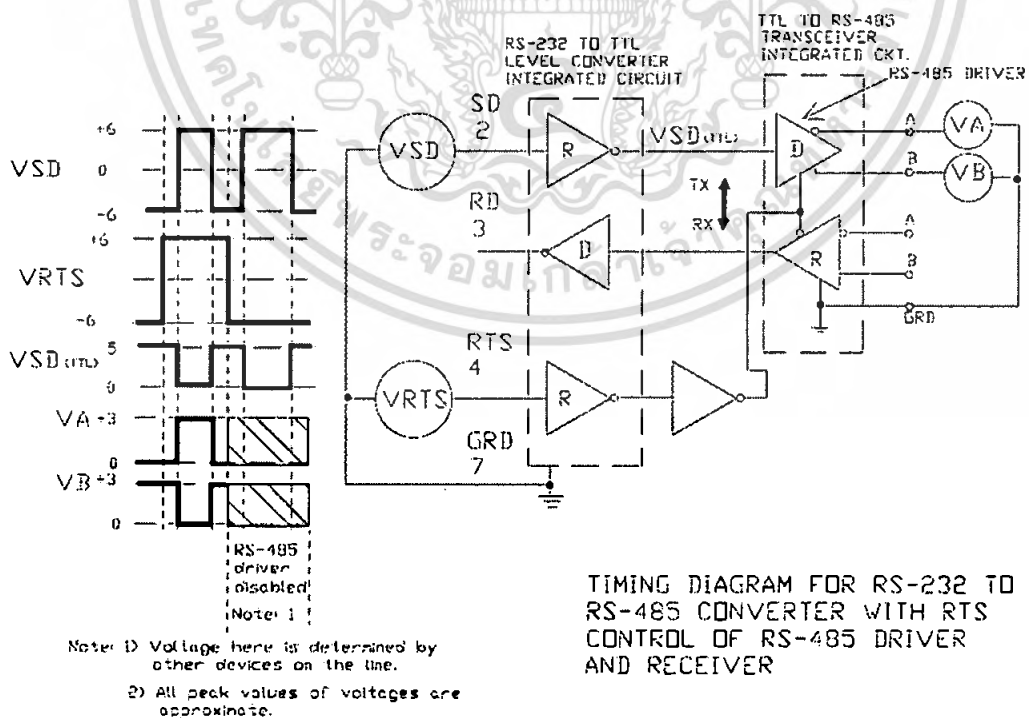 TTL TO RS-485
TRANSCEIVER
INTEGRATED CKT.
RS-232 TO TTL
LEVEL CONVERTER
INTEGRATED CIRCUIT
RS-485 DRIVER
SD
2
VSD
R
VSD(TTL)
D
A
VA
B
VB
TX
RX
RD
3
D
R
A
B
GRD
RTS
4
VRTS
R
GRD
7
VSD
+6
0
-6
VRTS
+6
-6
VSD(TTL)
5
0
VA
+3
0
VB
+3
0
RS-485
driver
disabled
Note: 1
Note: 1) Voltage here is determined by
other devices on the line.
2) All peak values of voltages are
approximate.
TIMING DIAGRAM FOR RS-232 TO
RS-485 CONVERTER WITH RTS
CONTROL OF RS-485 DRIVER
AND RECEIVER